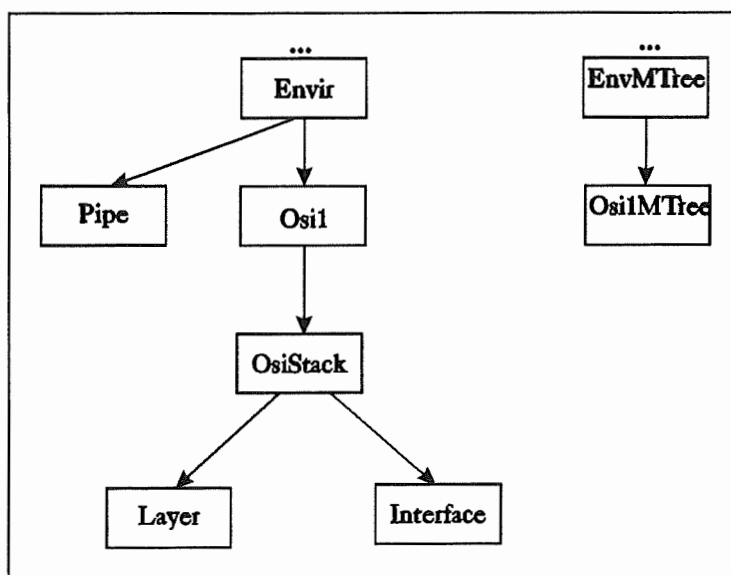 ...
Envir
...
EnvMTree
Pipe
Osi1
Osi1MTree
OsiStack
Layer
Interface